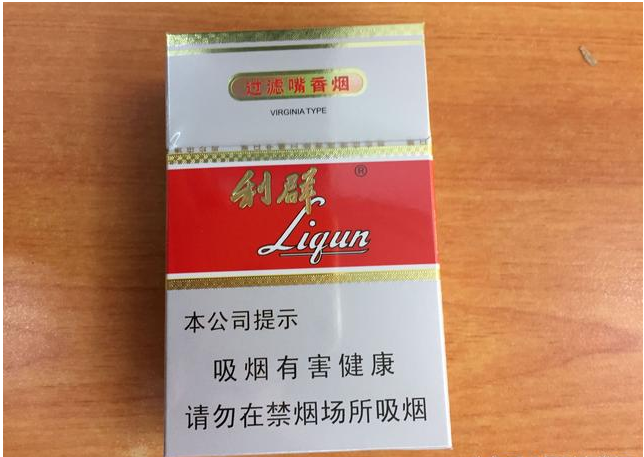 过滤嘴香烟
VIRGINIA TYPE
利群
®
Liqun
本公司提示
吸烟有害健康
请勿在禁烟场所吸烟